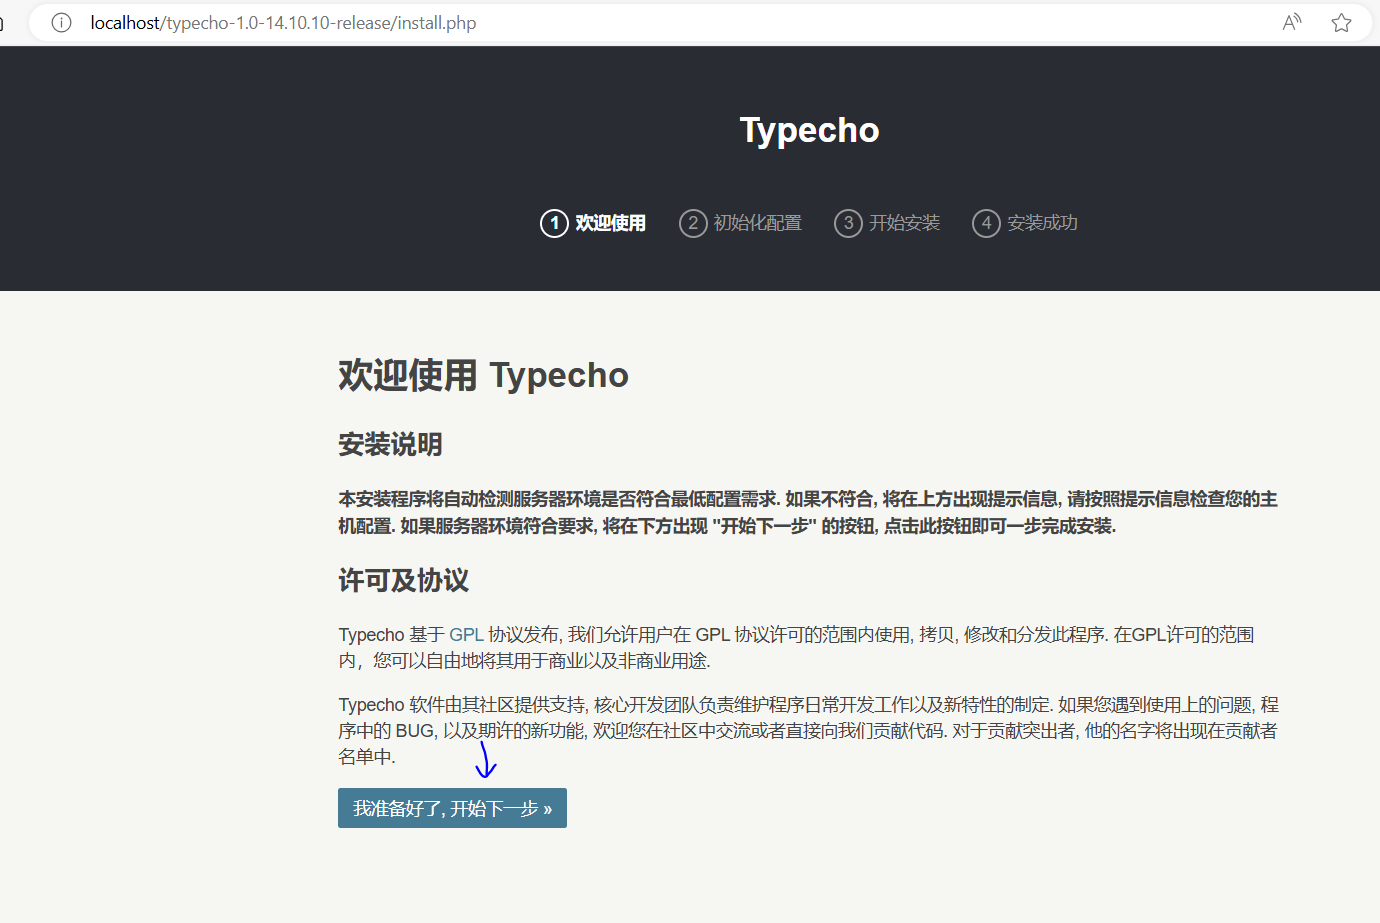 localhost/typecho-1.0-14.10.10-release/install.php
Typecho
1 欢迎使用 2 初始化配置 3 开始安装 4 安装成功
欢迎使用 Typecho
安装说明
本安装程序将自动检测服务器环境是否符合最低配置需求. 如果不符合, 将在上方出现提示信息, 请按照提示信息检查您的主
机配置. 如果服务器环境符合要求, 将在下方出现 "开始下一步" 的按钮, 点击此按钮即可一步完成安装.
许可及协议
Typecho 基于 GPL 协议发布, 我们允许用户在 GPL 协议许可的范围内使用, 拷贝, 修改和分发此程序. 在GPL许可的范围
内，您可以自由地将其用于商业以及非商业用途.
Typecho 软件由其社区提供支持, 核心开发团队负责维护程序日常开发工作以及新特性的制定. 如果您遇到使用上的问题, 程
序中的 BUG, 以及期许的新功能, 欢迎您在社区中交流或者直接向我们贡献代码. 对于贡献突出者, 他的名字将出现在贡献者
名单中.
我准备好了, 开始下一步 »